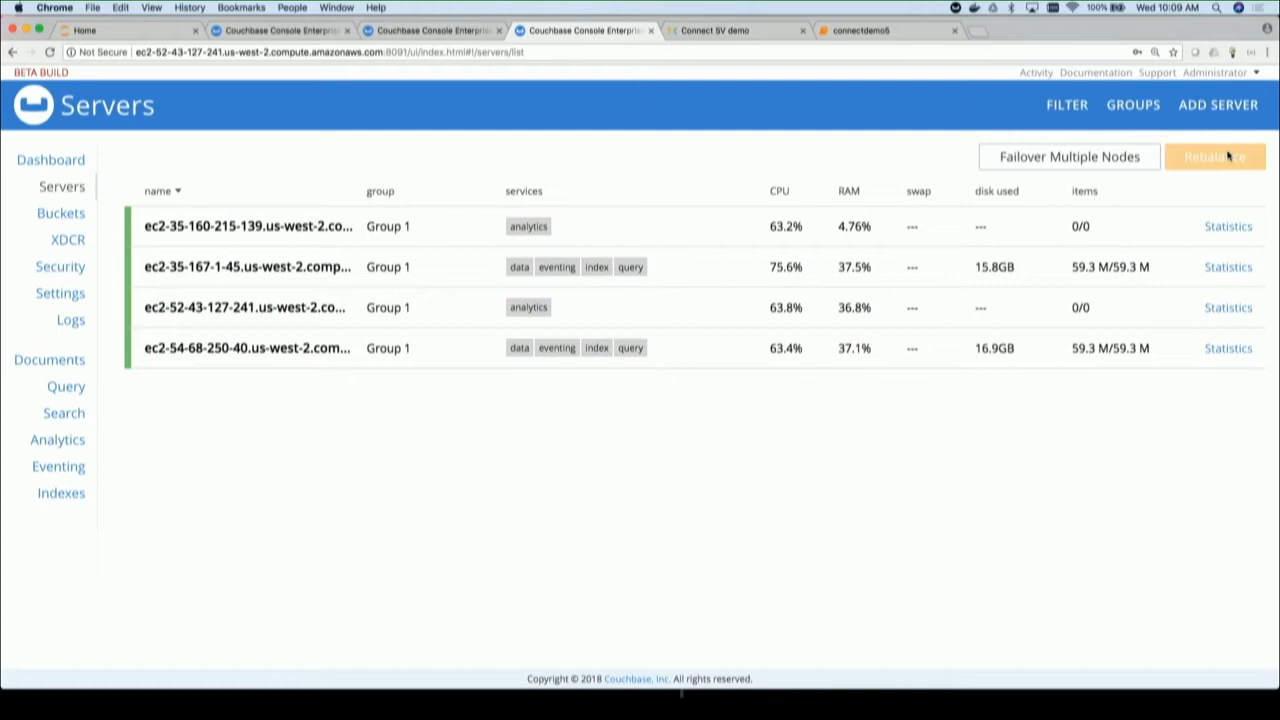 Chrome File Edit View History Bookmarks People Window Help 100% Wed 10:09 AM
Home Couchbase Console Enterpris Couchbase Console Enterpris Couchbase Console Enterpris Connect SV demo connectdemo5
Not Secure ec2-52-43-127-241.us-west-2.compute.amazonaws.com:8091/ui/index.html#!/servers/list
BETA BUILD Activity Documentation Support Administrator
Servers FILTER GROUPS ADD SERVER
Failover Multiple Nodes Rebalance
Dashboard
Servers
Buckets
XDCR
Security
Settings
Logs
Documents
Query
Search
Analytics
Eventing
Indexes
name group services CPU RAM swap disk used items
ec2-35-160-215-139.us-west-2.co... Group 1 analytics 63.2% 4.76% --- --- 0/0 Statistics
ec2-35-167-1-45.us-west-2.comp... Group 1 data eventing index query 75.6% 37.5% --- 15.8GB 59.3 M/59.3 M Statistics
ec2-52-43-127-241.us-west-2.co... Group 1 analytics 63.8% 36.8% --- --- 0/0 Statistics
ec2-54-68-250-40.us-west-2.com... Group 1 data eventing index query 63.4% 37.1% --- 16.9GB 59.3 M/59.3 M Statistics
Copyright © 2018 Couchbase, Inc. All rights reserved.